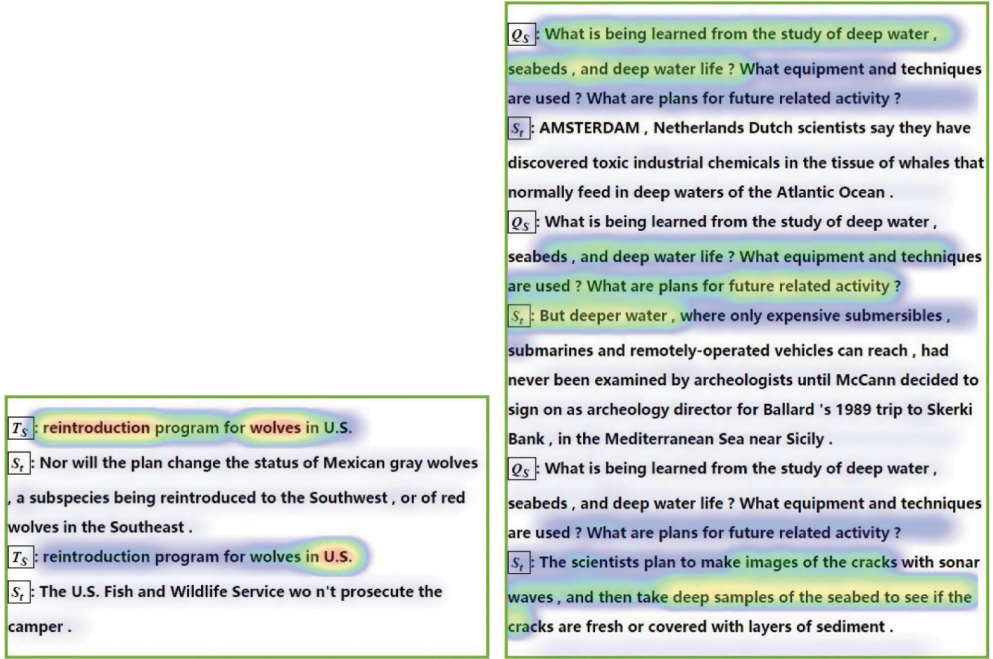 T_S: reintroduction program for wolves in U.S.
S_t: Nor will the plan change the status of Mexican gray wolves
, a subspecies being reintroduced to the Southwest , or of red
wolves in the Southeast .
T_S: reintroduction program for wolves in U.S.
S_t: The U.S. Fish and Wildlife Service wo n't prosecute the
camper .
Q_S: What is being learned from the study of deep water ,
seabeds , and deep water life ? What equipment and techniques
are used ? What are plans for future related activity ?
S_t: AMSTERDAM , Netherlands Dutch scientists say they have
discovered toxic industrial chemicals in the tissue of whales that
normally feed in deep waters of the Atlantic Ocean .
Q_S: What is being learned from the study of deep water ,
seabeds , and deep water life ? What equipment and techniques
are used ? What are plans for future related activity ?
S_t: But deeper water , where only expensive submersibles ,
submarines and remotely-operated vehicles can reach , had
never been examined by archeologists until McCann decided to
sign on as archeology director for Ballard 's 1989 trip to Skerki
Bank , in the Mediterranean Sea near Sicily .
Q_S: What is being learned from the study of deep water ,
seabeds , and deep water life ? What equipment and techniques
are used ? What are plans for future related activity ?
S_t: The scientists plan to make images of the cracks with sonar
waves , and then take deep samples of the seabed to see if the
cracks are fresh or covered with layers of sediment .